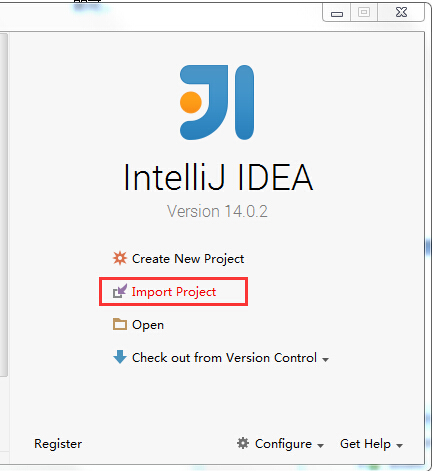 IntelliJ IDEA
Version 14.0.2
Create New Project
Import Project
Open
Check out from Version Control
Register
Configure
Get Help